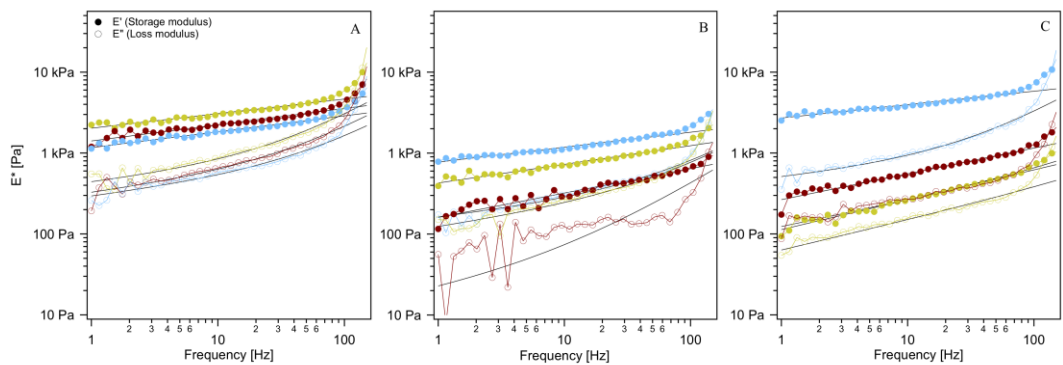 E' (Storage modulus)
E" (Loss modulus)
A
B
C
10 kPa
1 kPa
100 Pa
10 Pa
E* [Pa]
1 2 3 4 5 6 10 2 3 4 5 6 100
Frequency [Hz]
10 kPa
1 kPa
100 Pa
10 Pa
1 2 3 4 5 6 10 2 3 4 5 6 100
Frequency [Hz]
10 kPa
1 kPa
100 Pa
10 Pa
1 2 3 4 5 6 10 2 3 4 5 6 100
Frequency [Hz]